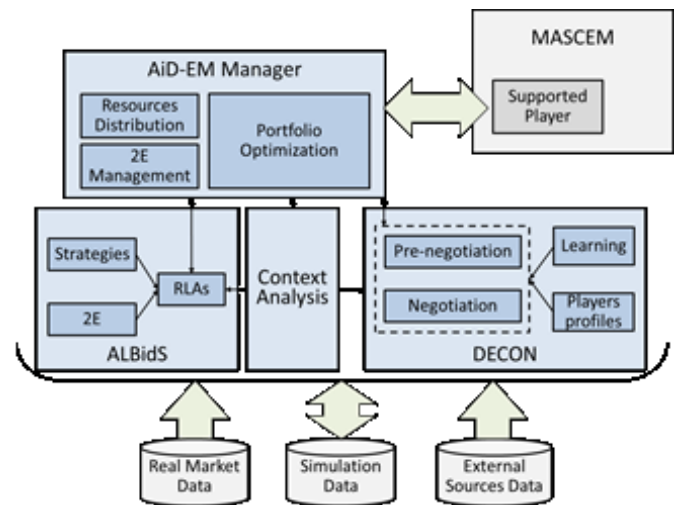 MASCEM
Supported
Player
AiD-EM Manager
Resources
Distribution
2E
Management
Portfolio
Optimization
Strategies
2E
RLAs
ALBidS
Context
Analysis
Pre-negotiation
Negotiation
Learning
Players
profiles
DECON
Real Market
Data
Simulation
Data
External
Sources Data